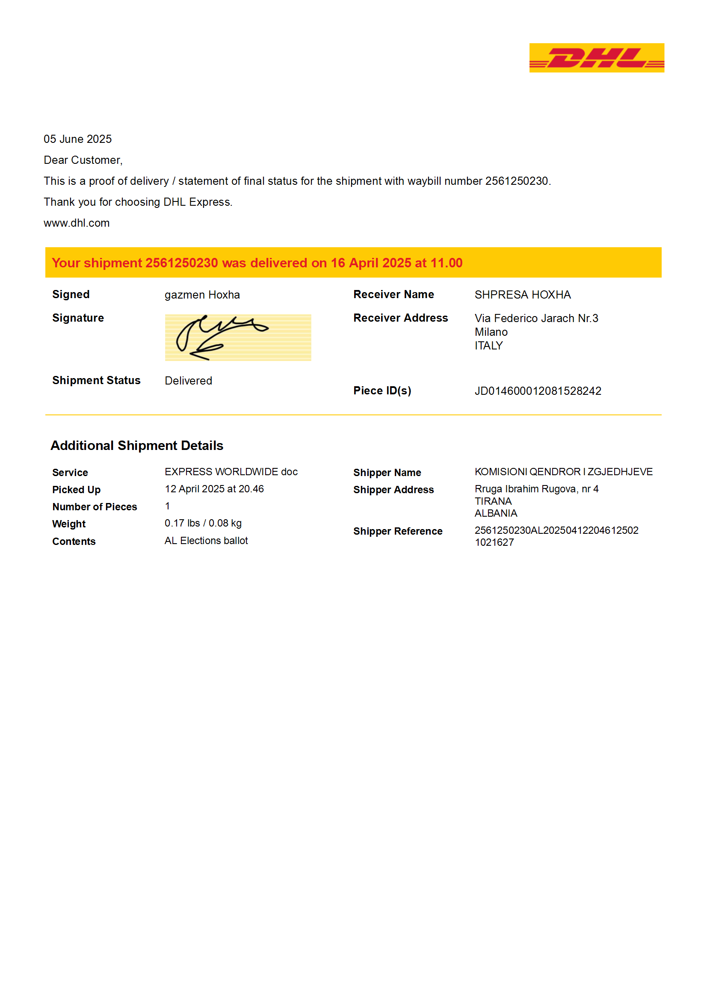 DHL
05 June 2025
Dear Customer,
This is a proof of delivery / statement of final status for the shipment with waybill number 2561250230.
Thank you for choosing DHL Express.
www.dhl.com
Your shipment 2561250230 was delivered on 16 April 2025 at 11.00
Signed gazmen Hoxha
Receiver Name SHPRESA HOXHA
Signature
Receiver Address Via Federico Jarach Nr.3
Milano
ITALY
Shipment Status Delivered
Piece ID(s) JD014600012081528242
Additional Shipment Details
Service EXPRESS WORLDWIDE doc
Picked Up 12 April 2025 at 20.46
Number of Pieces 1
Weight 0.17 lbs / 0.08 kg
Contents AL Elections ballot
Shipper Name KOMISIONI QENDROR I ZGJEDHJEVE
Shipper Address Rruga Ibrahim Rugova, nr 4
TIRANA
ALBANIA
Shipper Reference 2561250230AL20250412204612502
1021627